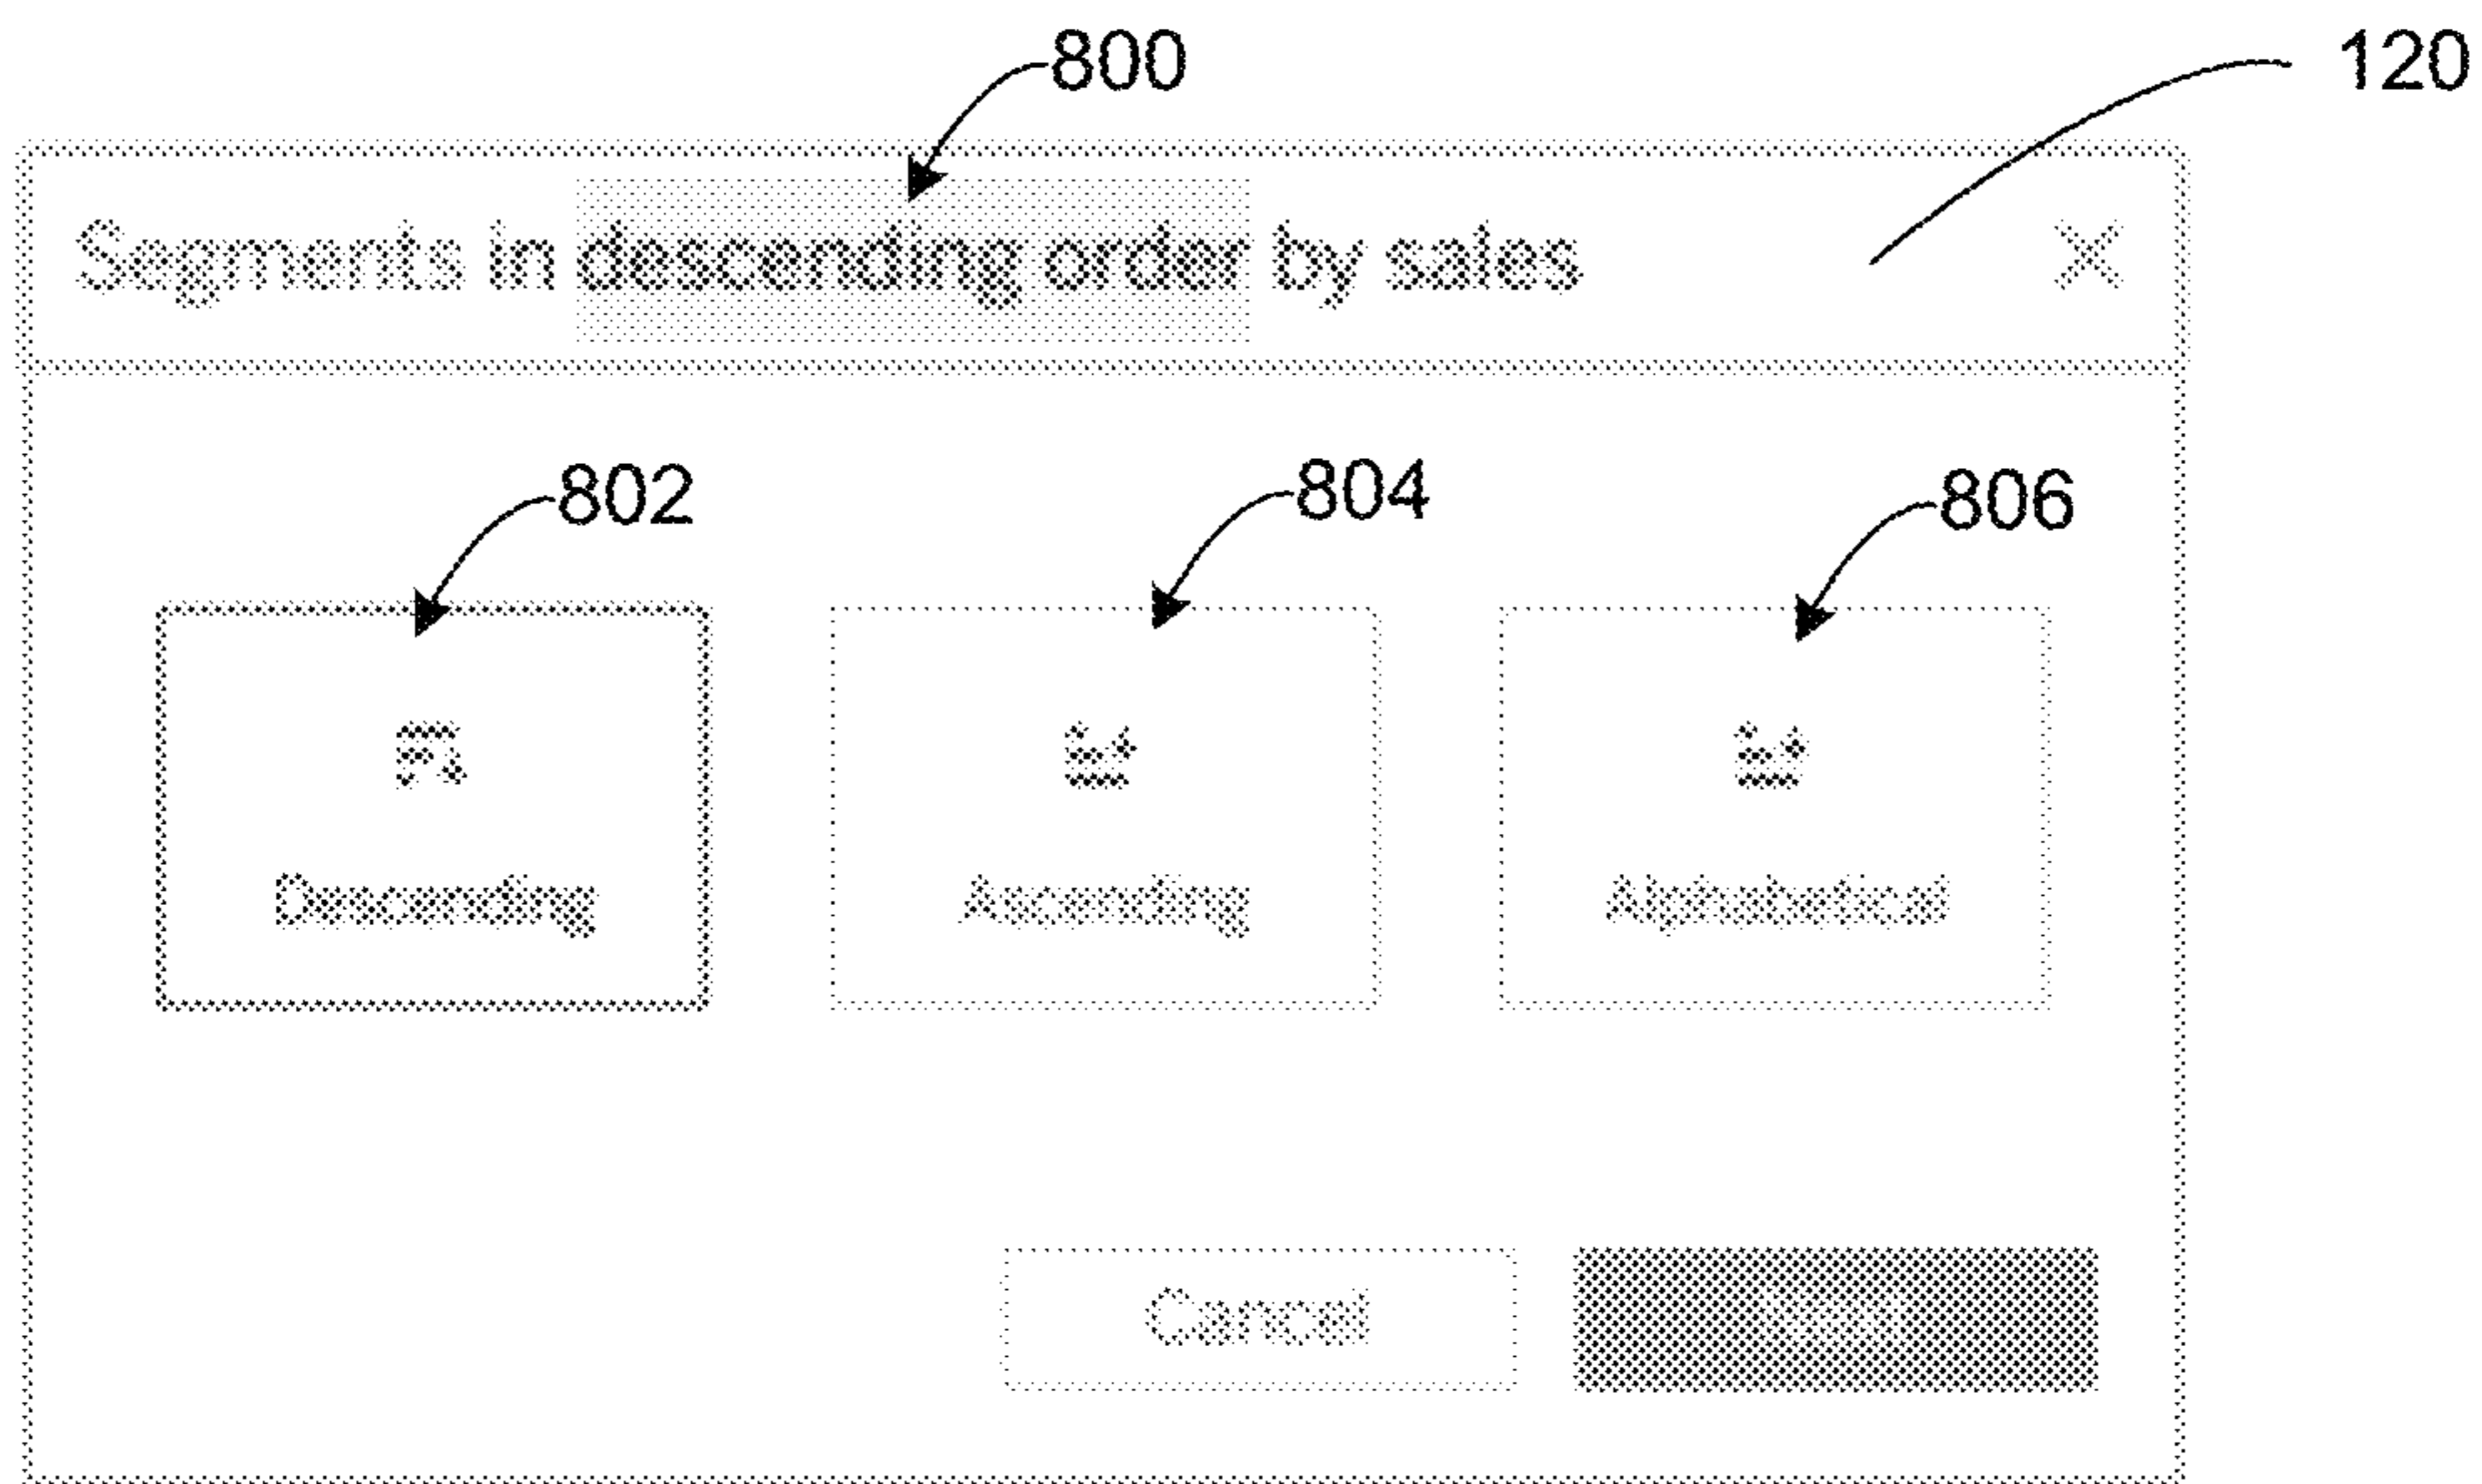 800
120
Segments in descending order by sales ×
802
804
806
Descending
Ascending
Alphabetical
Cancel